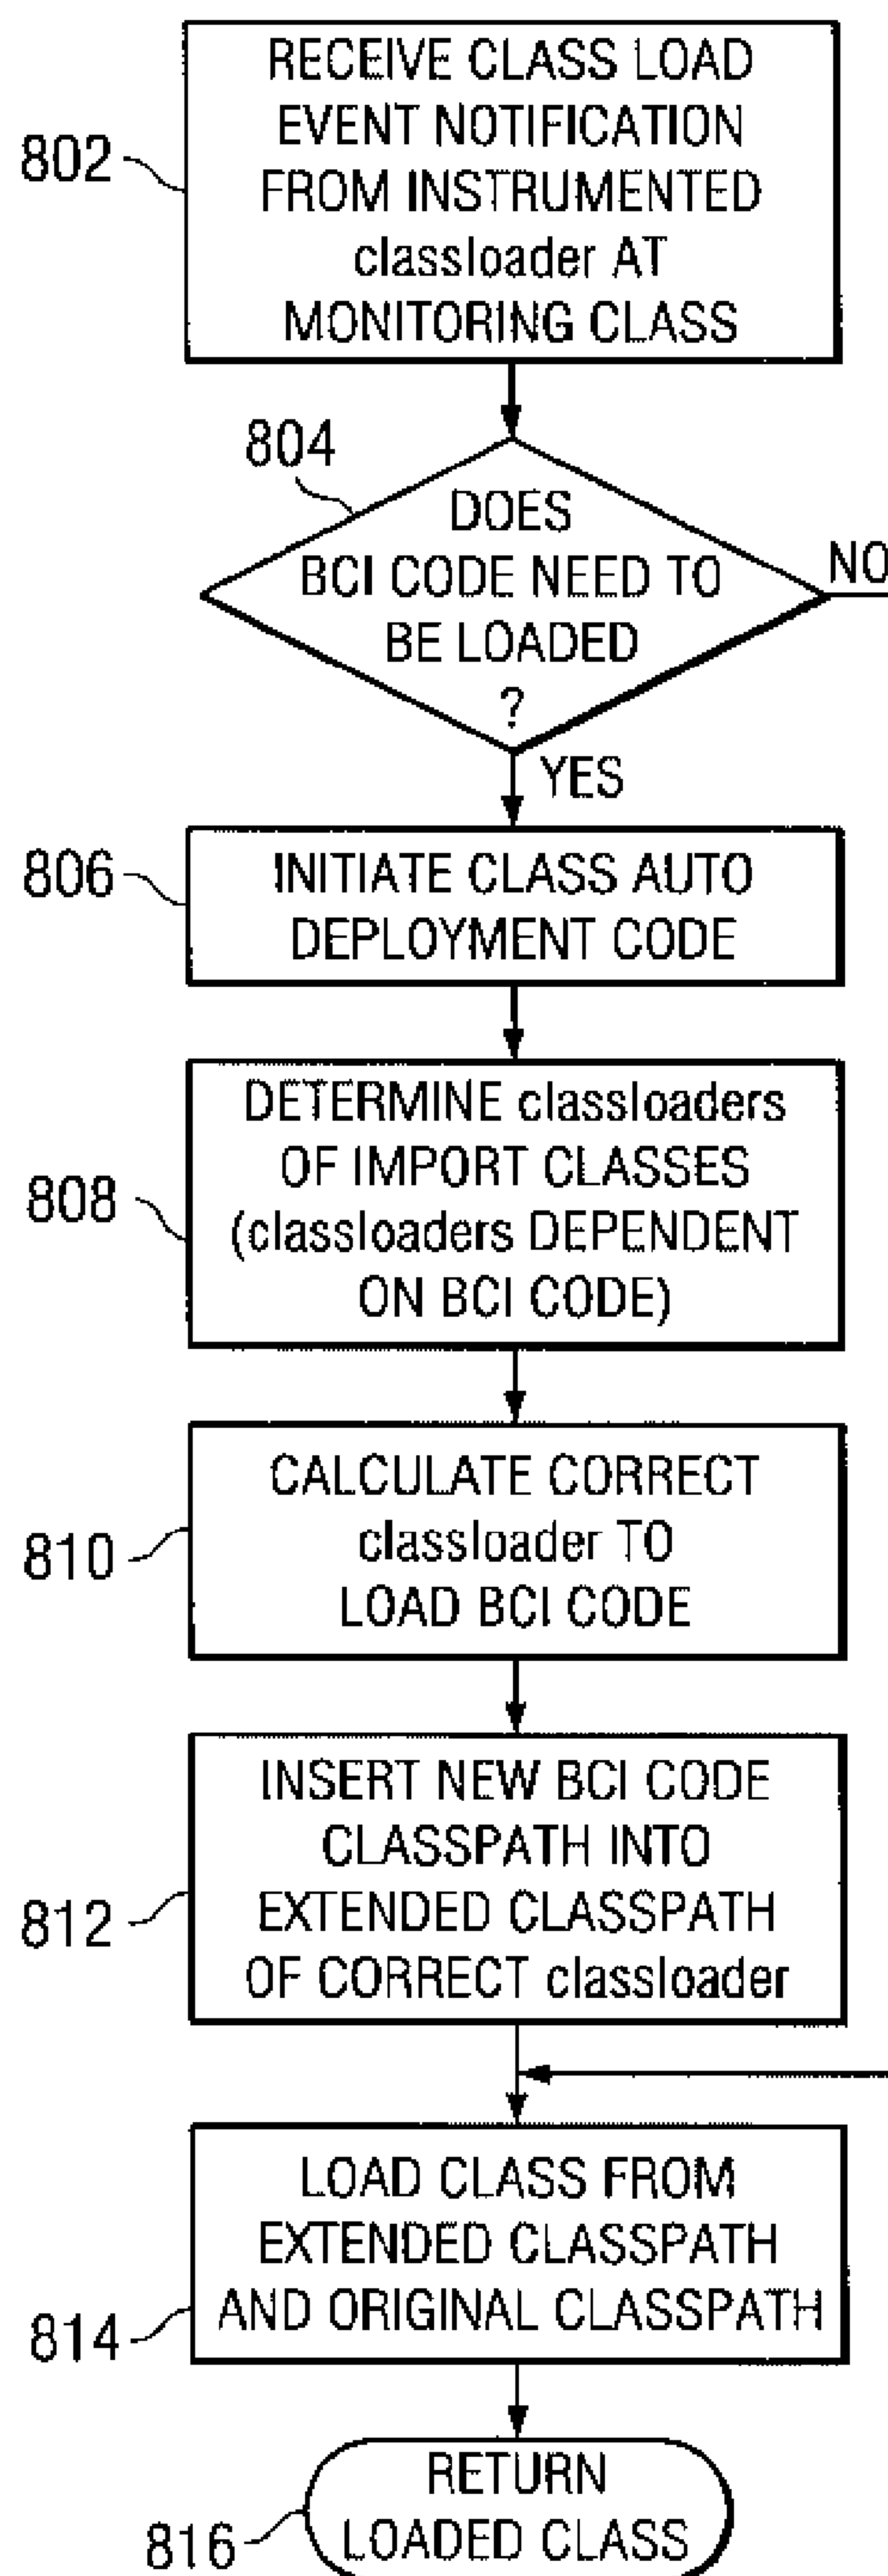 802
RECEIVE CLASS LOAD
EVENT NOTIFICATION
FROM INSTRUMENTED
classloader AT
MONITORING CLASS
804
DOES
BCI CODE NEED TO
BE LOADED
?
NO
YES
806
INITIATE CLASS AUTO
DEPLOYMENT CODE
808
DETERMINE classloaders
OF IMPORT CLASSES
(classloaders DEPENDENT
ON BCI CODE)
810
CALCULATE CORRECT
classloader TO
LOAD BCI CODE
812
INSERT NEW BCI CODE
CLASSPATH INTO
EXTENDED CLASSPATH
OF CORRECT classloader
814
LOAD CLASS FROM
EXTENDED CLASSPATH
AND ORIGINAL CLASSPATH
816
RETURN
LOADED CLASS